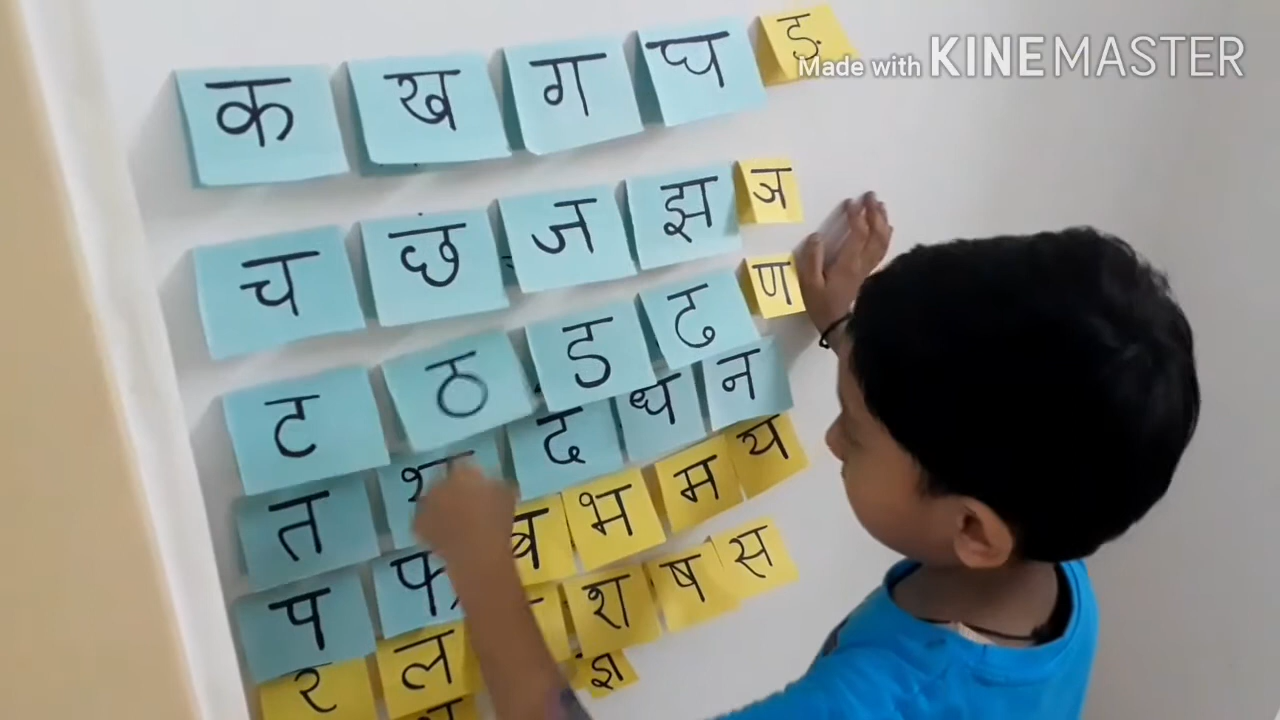 क ख ग घ ङ
Made with KINEMASTER
च छ ज झ ज
ट ठ ड ढ ण
त थ द ध न
प फ ब भ म य
र ल श ष स
ज्ञ